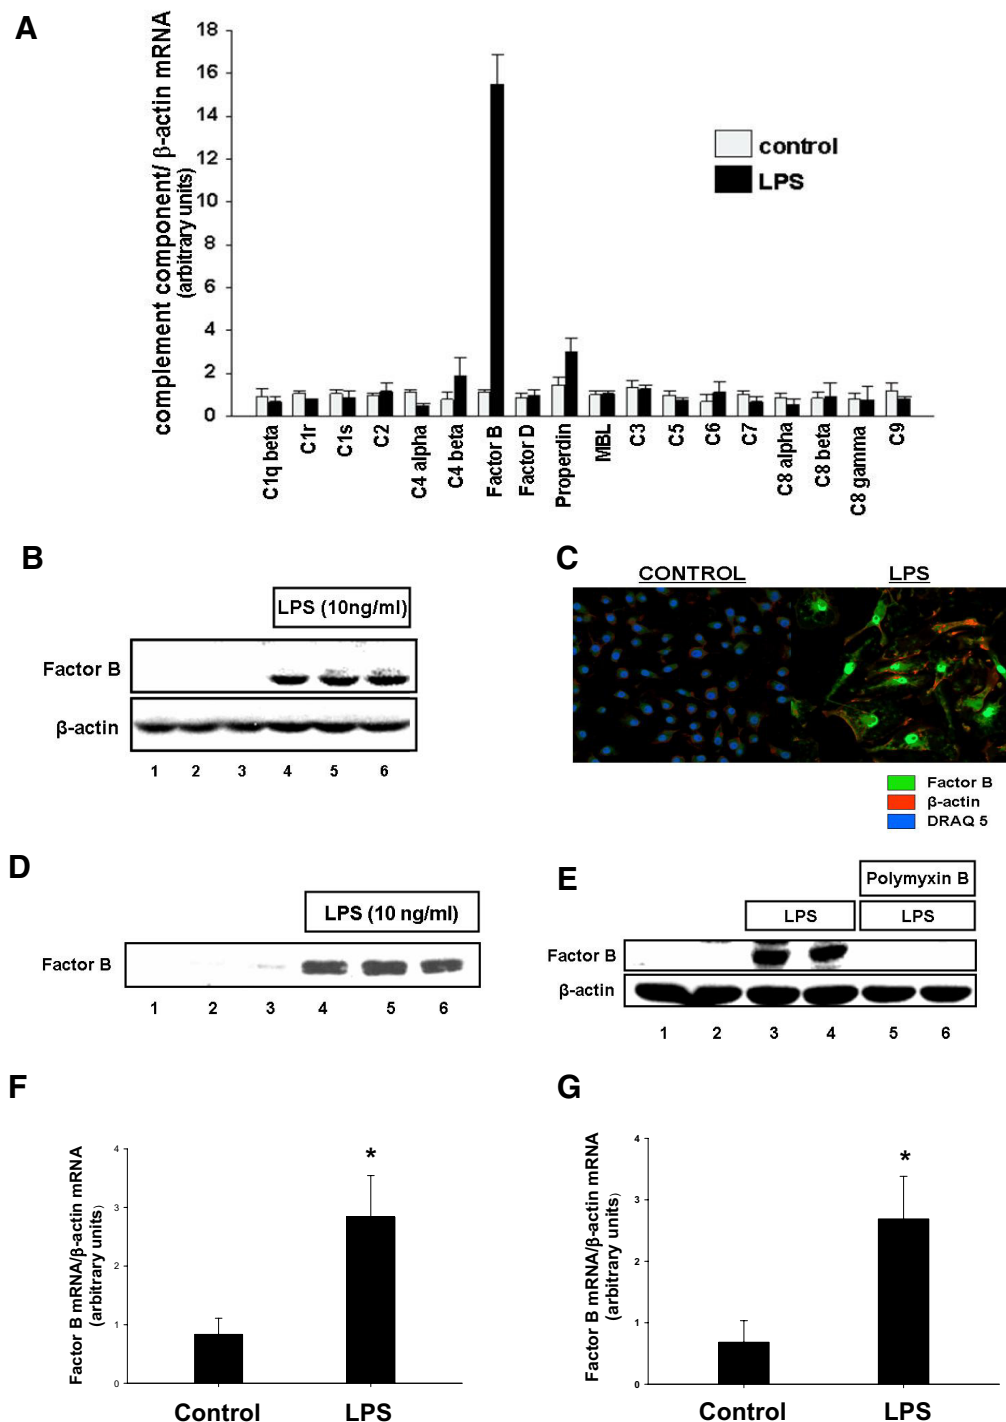 A
complement component/ β-actin mRNA
(arbitrary units)
18
16
14
12
10
8
6
4
2
0
control
LPS
C1q beta
C1r
C1s
C2
C4 alpha
C4 beta
Factor B
Factor D
Properdin
MBL
C3
C5
C6
C7
C8 alpha
C8 beta
C8 gamma
C9
B
LPS (10ng/ml)
Factor B
β-actin
1 2 3 4 5 6
C
CONTROL LPS
Factor B
β-actin
DRAQ 5
D
LPS (10 ng/ml)
Factor B
1 2 3 4 5 6
E
Polymyxin B
LPS LPS
Factor B
β-actin
1 2 3 4 5 6
F
Factor B mRNA/β-actin mRNA
(arbitrary units)
4
3
2
1
0
*
Control LPS
G
Factor B mRNA/β-actin mRNA
(arbitrary units)
4
3
2
1
0
*
Control LPS